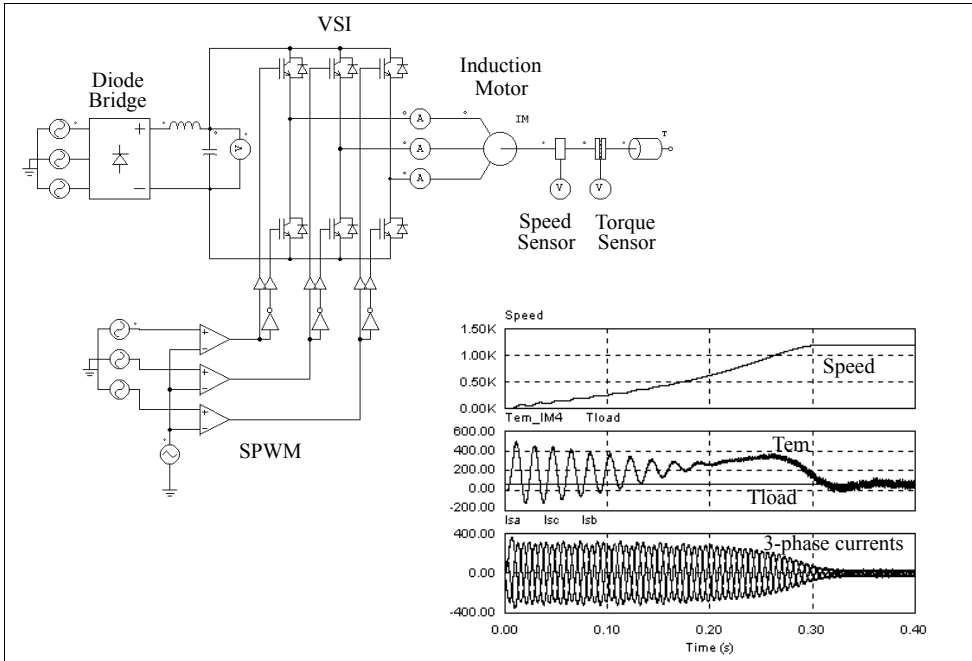 VSI
Diode
Bridge
Induction
Motor
IM
T
A
A
A
V
V
V
Speed
Sensor
Torque
Sensor
SPWM
Speed
1.50K
1.00K
0.50K
0.00K
Speed
Tem_IM4 Tload
600.00
400.00
200.00
0.00
-200.00
Tem
Tload
Isa Isc Isb
400.00
0.00
-400.00
3-phase currents
0.00 0.10 0.20 0.30 0.40
Time (s)